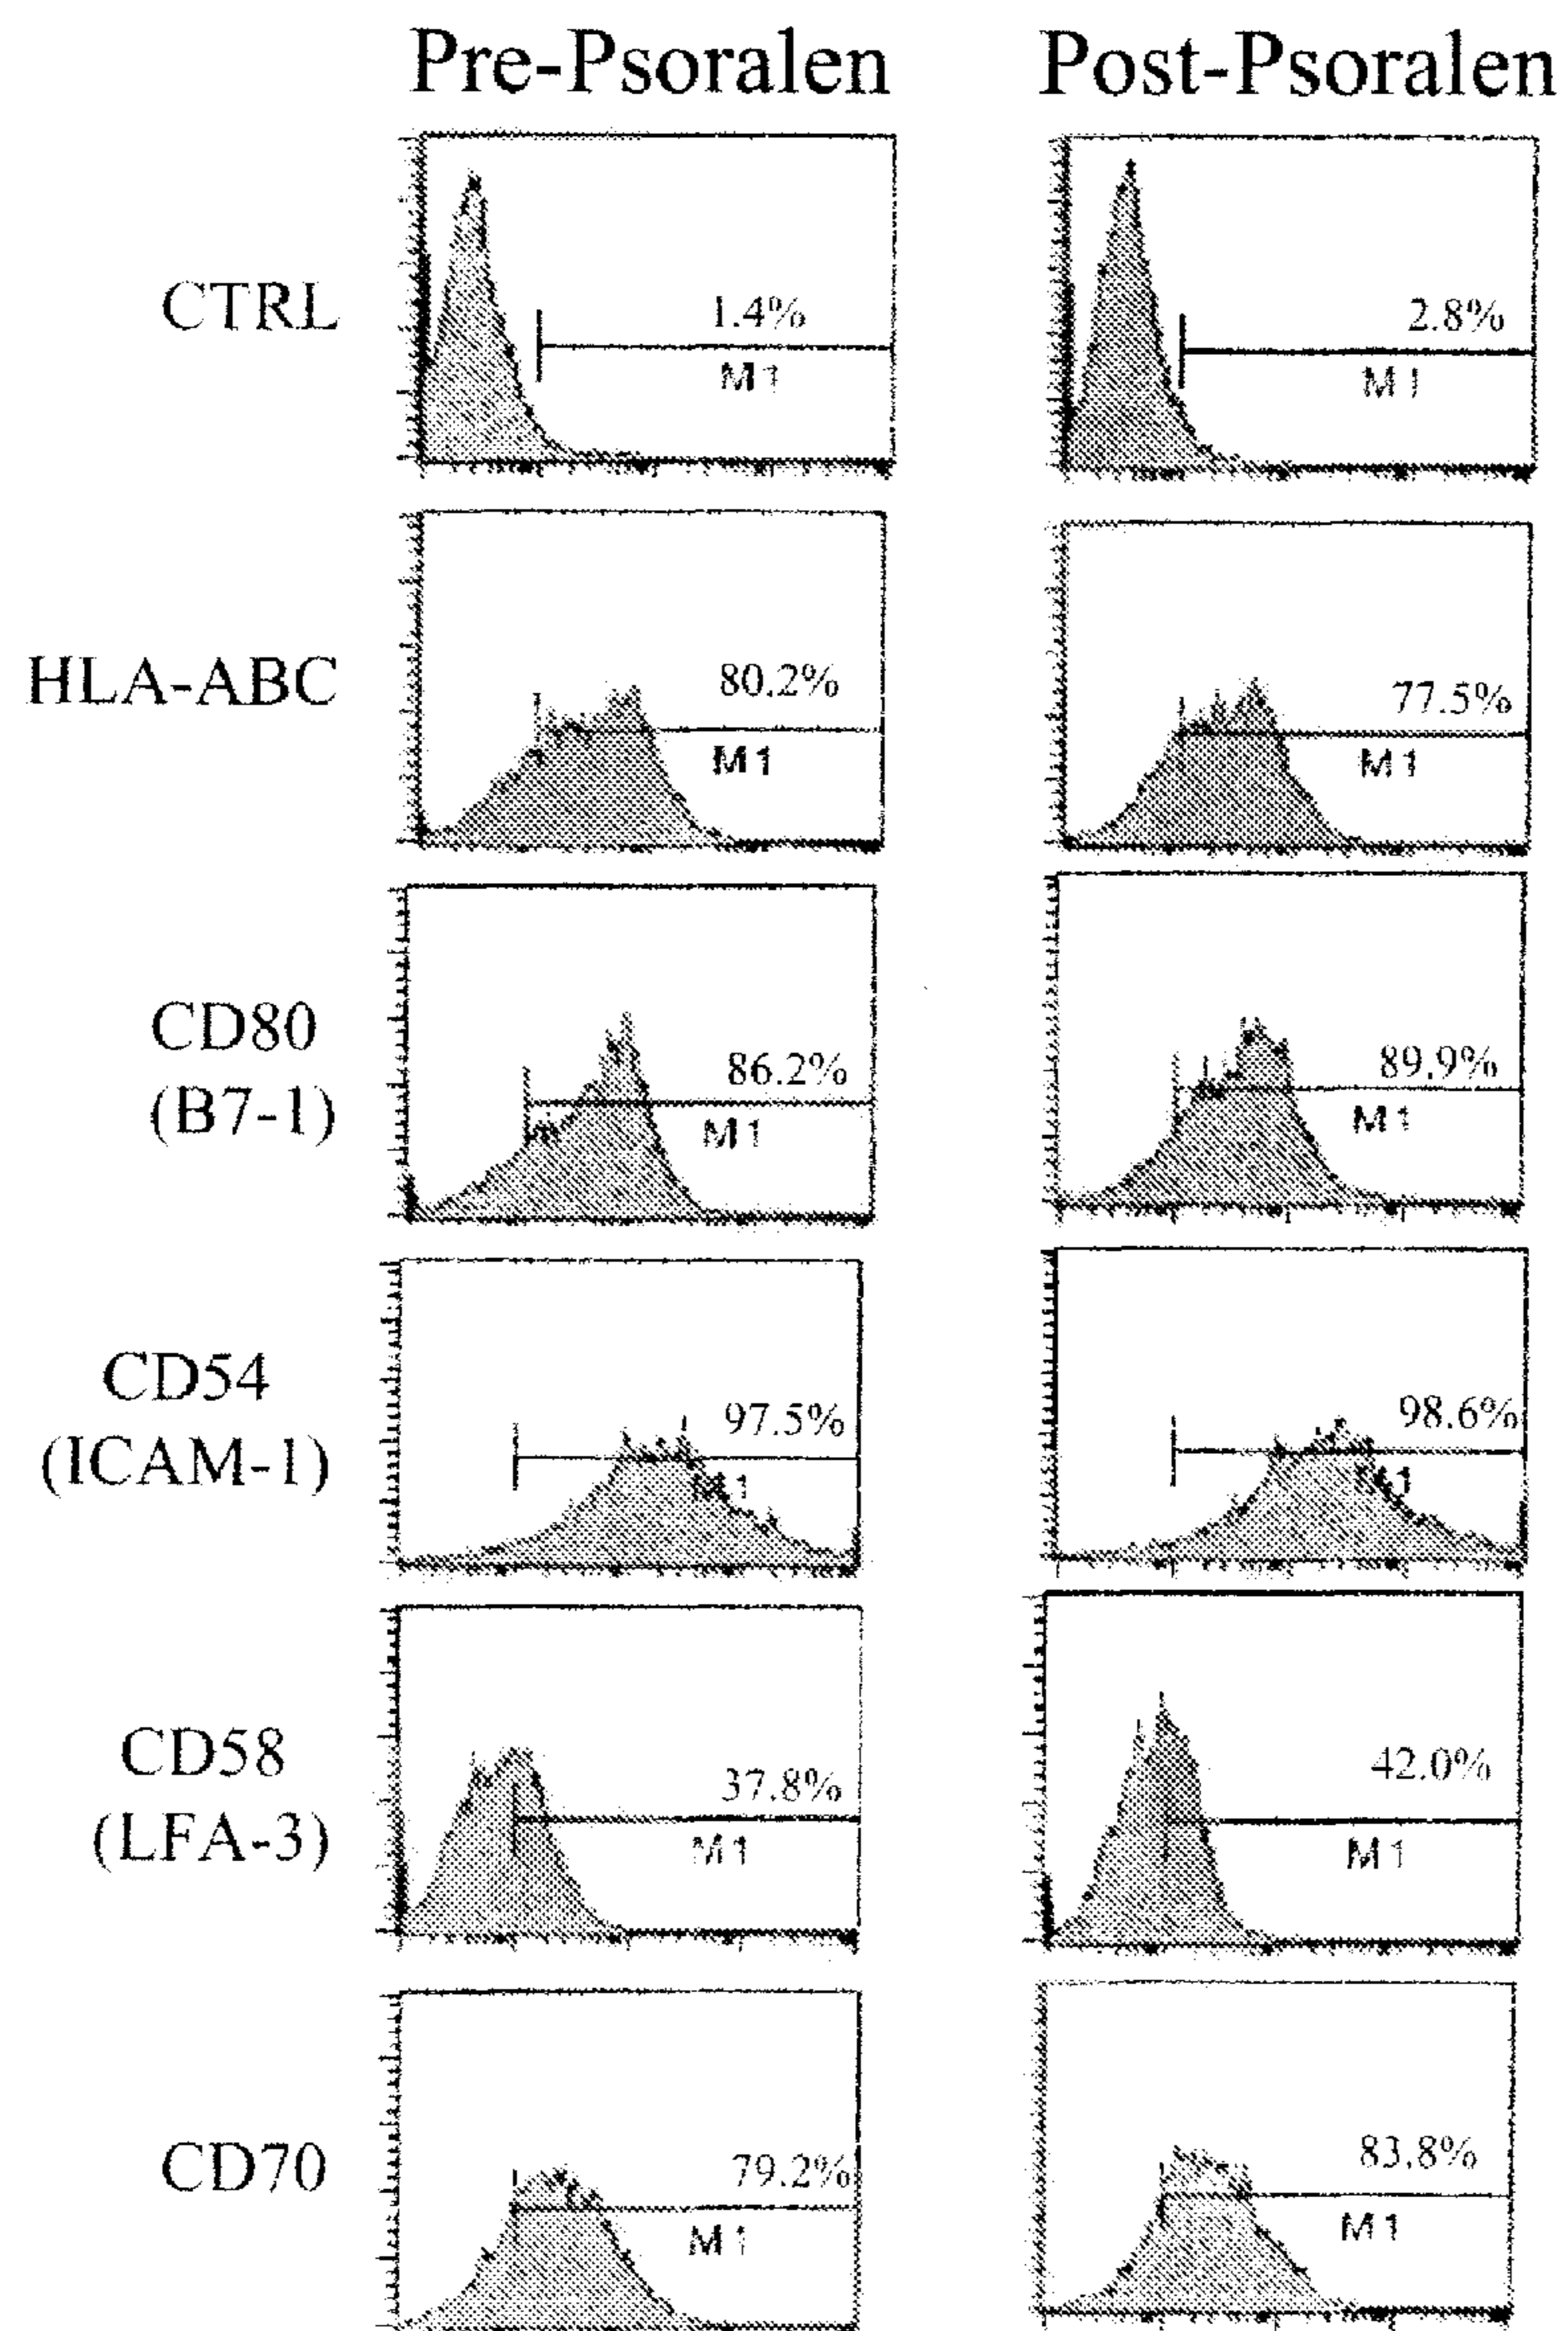 Pre-Psoralen Post-Psoralen
CTRL
1.4%
M1
2.8%
M1
HLA-ABC
80.2%
M1
77.5%
M1
CD80
(B7-1)
86.2%
M1
89.9%
M1
CD54
(ICAM-1)
97.5%
M1
98.6%
M1
CD58
(LFA-3)
37.8%
M1
42.0%
M1
CD70
79.2%
M1
83.8%
M1